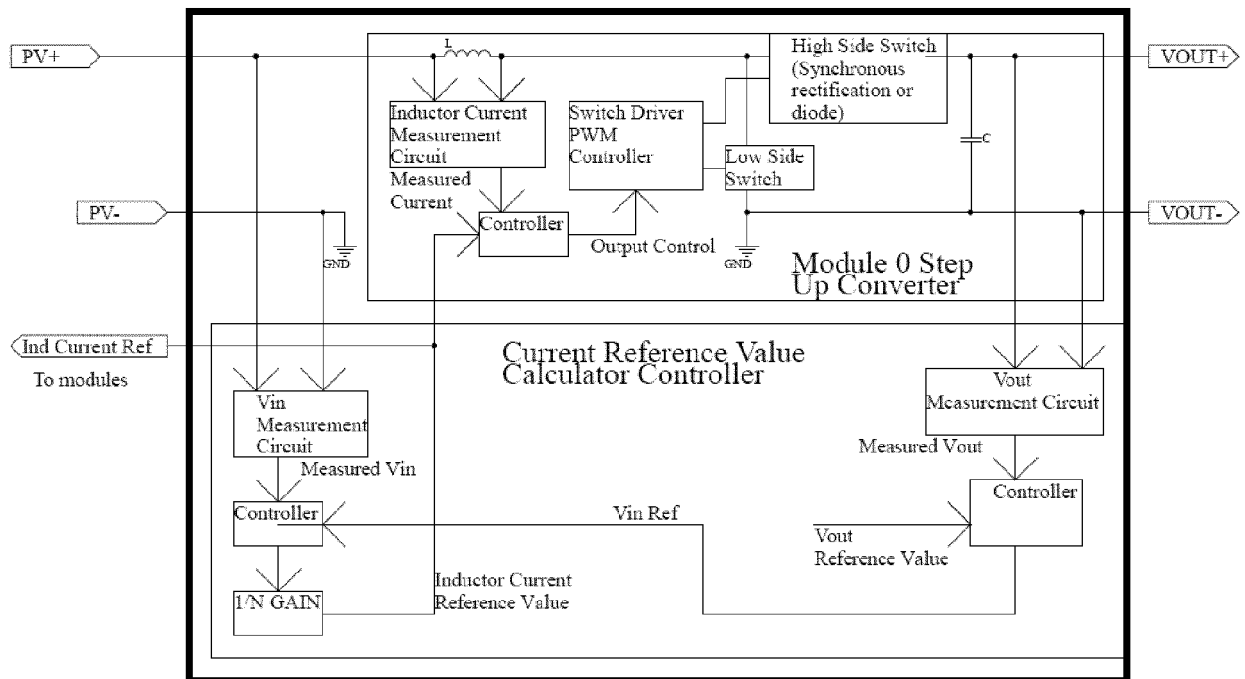 PV+
L
High Side Switch
(Synchronous
rectification or
diode)
VOUT+
Inductor Current
Measurement
Circuit
Measured
Current
Switch Driver
PWM
Controller
Low Side
Switch
C
PV-
GND
Controller
Output Control
GND
VOUT-
Module 0 Step
Up Converter
Ind Current Ref
To modules
Current Reference Value
Calculator Controller
Vin
Measurement
Circuit
Measured Vin
Vout
Measurement Circuit
Measured Vout
Controller
Vin Ref
Controller
Vout
Reference Value
1/N GAIN
Inductor Current
Reference Value